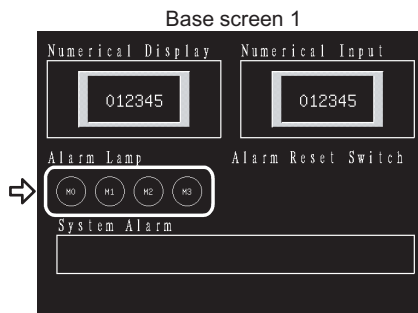 Base screen 1
Numerical Display Numerical Input
012345 012345
Alarm Lamp Alarm Reset Switch
M0 M1 M2 M3
System Alarm